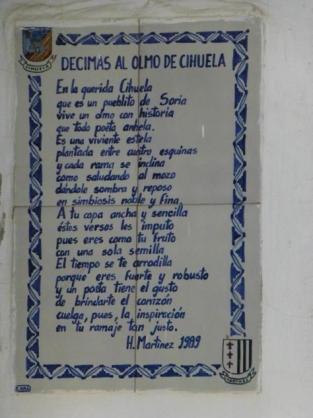 DECIMAS AL OLMO DE CIHUELA
En la querida Cihuela
que es un pueblito de Soria
vive un olmo con historia
que todo poeta anhela.
Es una viviente estela
plantada entre cuatro esquinas
y cada rama se inclina
como saludando al mozo
dándole sombra y reposo
en simbiosis noble y fina.
A tu copa ancha y sencilla
éstos versos les imputo
pues eres como tu fruto
con una sola semilla
El tiempo se te arrodilla
porque eres fuerte y robusto
y un poeta tiene el gusto
de brindarte el corazón
cuelga, pues, la inspiración
en tu ramaje tan justo.
H. Martínez 1989